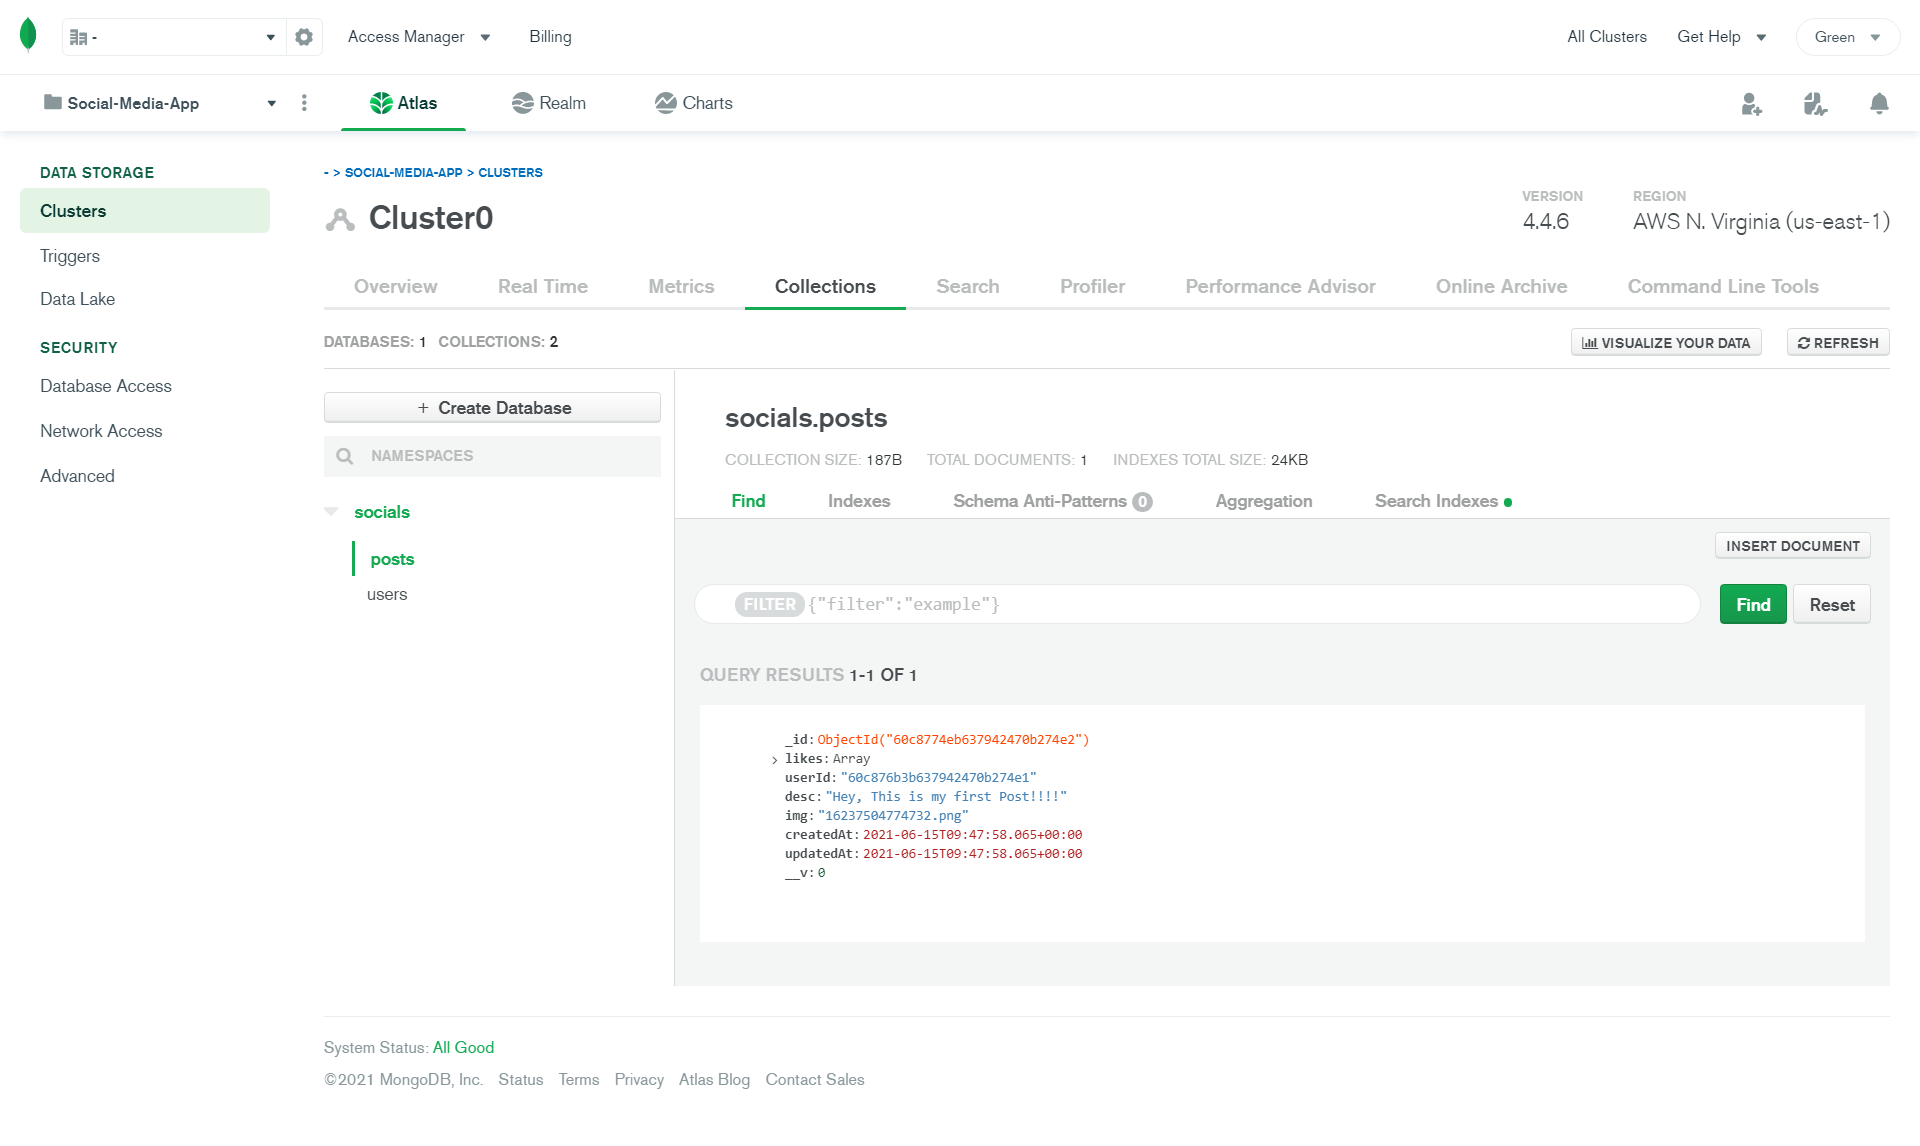 -
Access Manager
Billing
All Clusters
Get Help
Green
Social-Media-App
Atlas
Realm
Charts
DATA STORAGE
Clusters
Triggers
Data Lake
SECURITY
Database Access
Network Access
Advanced
- > SOCIAL-MEDIA-APP > CLUSTERS
Cluster0
VERSION
4.4.6
REGION
AWS N. Virginia (us-east-1)
Overview
Real Time
Metrics
Collections
Search
Profiler
Performance Advisor
Online Archive
Command Line Tools
DATABASES: 1 COLLECTIONS: 2
VISUALIZE YOUR DATA
REFRESH
+ Create Database
NAMESPACES
socials
posts
users
socials.posts
COLLECTION SIZE: 187B TOTAL DOCUMENTS: 1 INDEXES TOTAL SIZE: 24KB
Find
Indexes
Schema Anti-Patterns 0
Aggregation
Search Indexes
INSERT DOCUMENT
FILTER {"filter":"example"}
Find
Reset
QUERY RESULTS 1-1 OF 1
_id: ObjectId("60c8774eb637942470b274e2")
likes: Array
userId: "60c876b3b637942470b274e1"
desc: "Hey, This is my first Post!!!!"
img: "16237504774732.png"
createdAt: 2021-06-15T09:47:58.065+00:00
updatedAt: 2021-06-15T09:47:58.065+00:00
__v: 0
System Status: All Good
©2021 MongoDB, Inc. Status Terms Privacy Atlas Blog Contact Sales